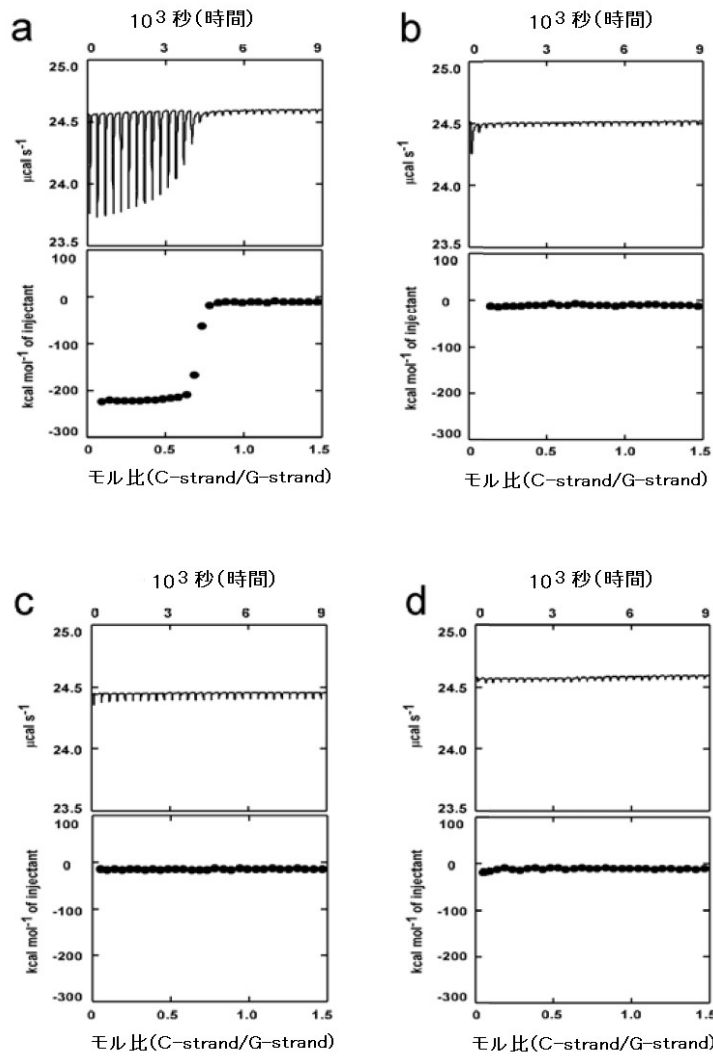 a
10³ 秒(時間)
0 3 6 9
25.0
24.5
24.0
23.5
μcal s⁻¹
100
0
-100
-200
-300
kcal mol⁻¹ of injectant
0 0.5 1.0 1.5
モル比(C-strand/G-strand)
b
10³ 秒(時間)
0 3 6 9
25.0
24.5
24.0
23.5
μcal s⁻¹
100
0
-100
-200
-300
kcal mol⁻¹ of injectant
0 0.5 1.0 1.5
モル比(C-strand/G-strand)
c
10³ 秒(時間)
0 3 6 9
25.0
24.5
24.0
23.5
μcal s⁻¹
100
0
-100
-200
-300
kcal mol⁻¹ of injectant
0 0.5 1.0 1.5
モル比(C-strand/G-strand)
d
10³ 秒(時間)
0 3 6 9
25.0
24.5
24.0
23.5
μcal s⁻¹
100
0
-100
-200
-300
kcal mol⁻¹ of injectant
0 0.5 1.0 1.5
モル比(C-strand/G-strand)